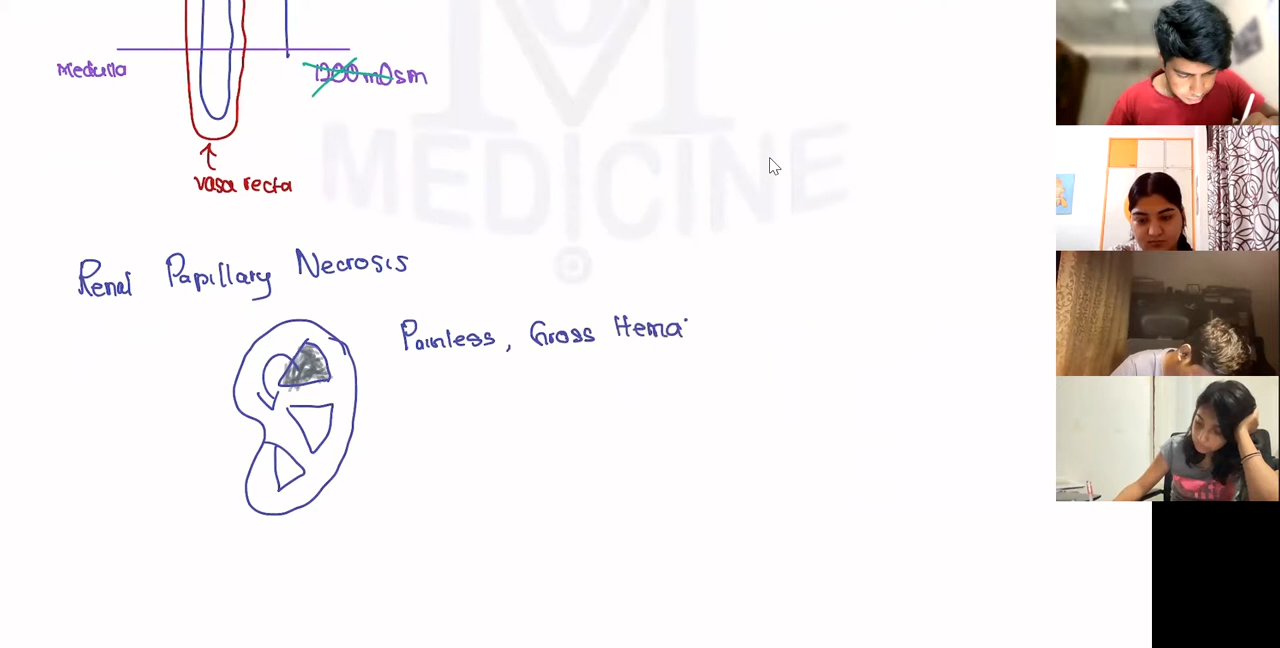 Medulla
1200 mOsm
vasa recta
MEDICINE
Renal Papillary Necrosis
Painless, Gross Hema